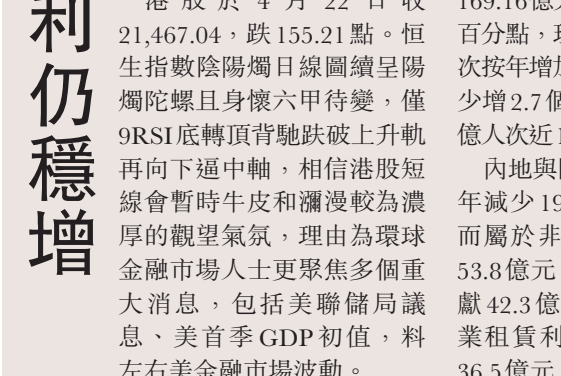 利仍穩增
港股於4月22日收
21,467.04，跌155.21點。恒
生指數陰陽燭日線圖續呈陽
燭陀螺且身懷六甲待變，僅
9RSI底轉頂背馳跌破上升軌
再向下逼中軸，相信港股短
線會暫時牛皮和瀰漫較為濃
厚的觀望氣氛，理由為環球
金融市場人士更聚焦多個重
大消息，包括美聯儲局議
息、美首季GDP初值，料
左右美金融市場波動。
169.16億
百分點，
次按年增
少增2.7個
億人次近
內地與
年減少19
而屬於非
53.8億元
獻42.3億
業租賃利
36.5億元